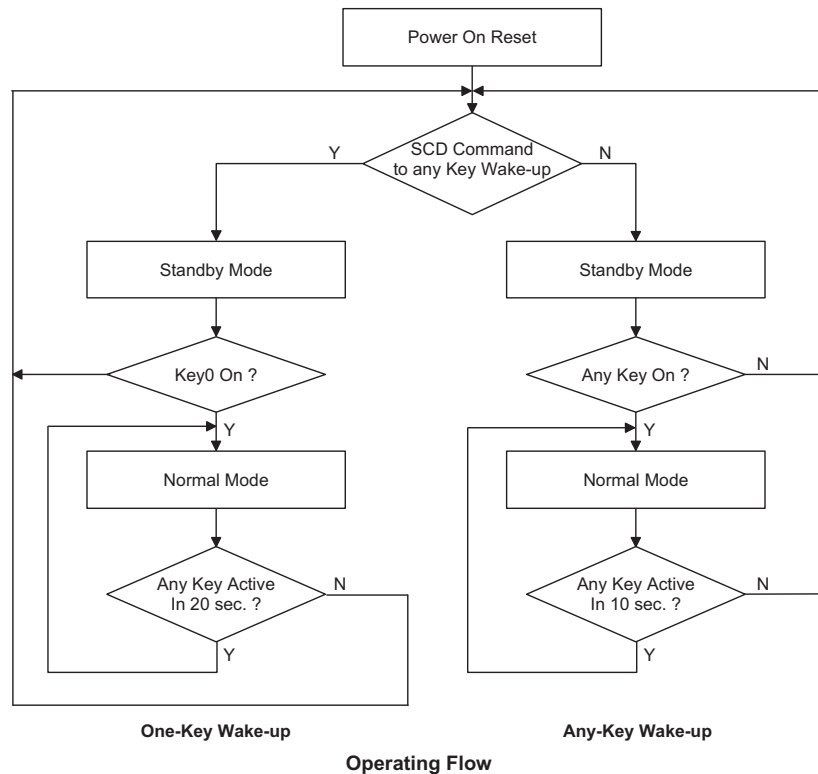 Power On Reset
SCD Command
to any Key Wake-up
Y
N
Standby Mode
Standby Mode
Key0 On ?
Any Key On ?
N
Y
Y
Normal Mode
Normal Mode
Any Key Active
In 20 sec. ?
N
Any Key Active
In 10 sec. ?
N
Y
Y
One-Key Wake-up
Any-Key Wake-up
Operating Flow